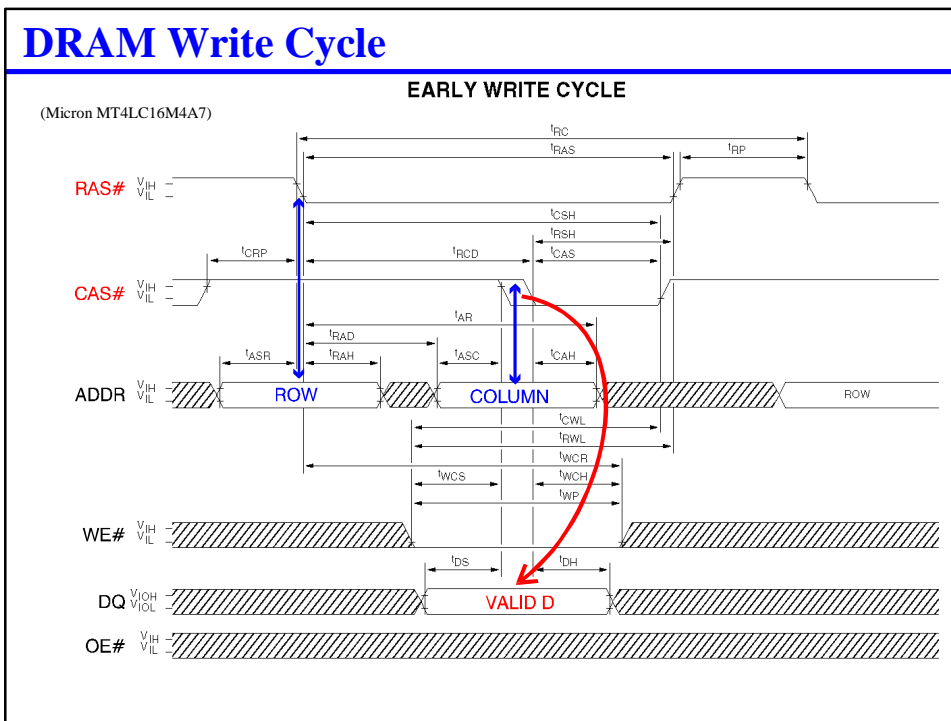 DRAM Write Cycle
EARLY WRITE CYCLE
(Micron MT4LC16M4A7)
tRC
tRAS
tRP
RAS# VIH
VIL
tCSH
tRSH
tCRP
tRCD
tCAS
CAS# VIH
VIL
tAR
tRAD
tASR
tRAH
tASC
tCAH
ADDR VIH
VIL
ROW
COLUMN
ROW
tCWL
tRWL
tWCR
tWCS
tWCH
tWP
WE# VIH
VIL
tDS
tDH
DQ VIOH
VIOL
VALID D
OE# VIH
VIL